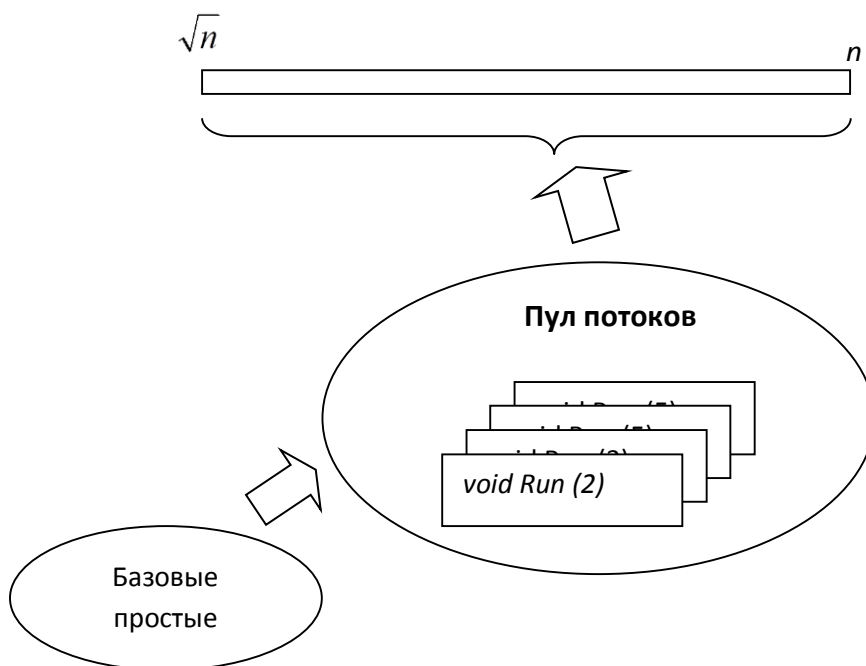 √n
n
Пул потоков
void Run (2)
Базовые
простые